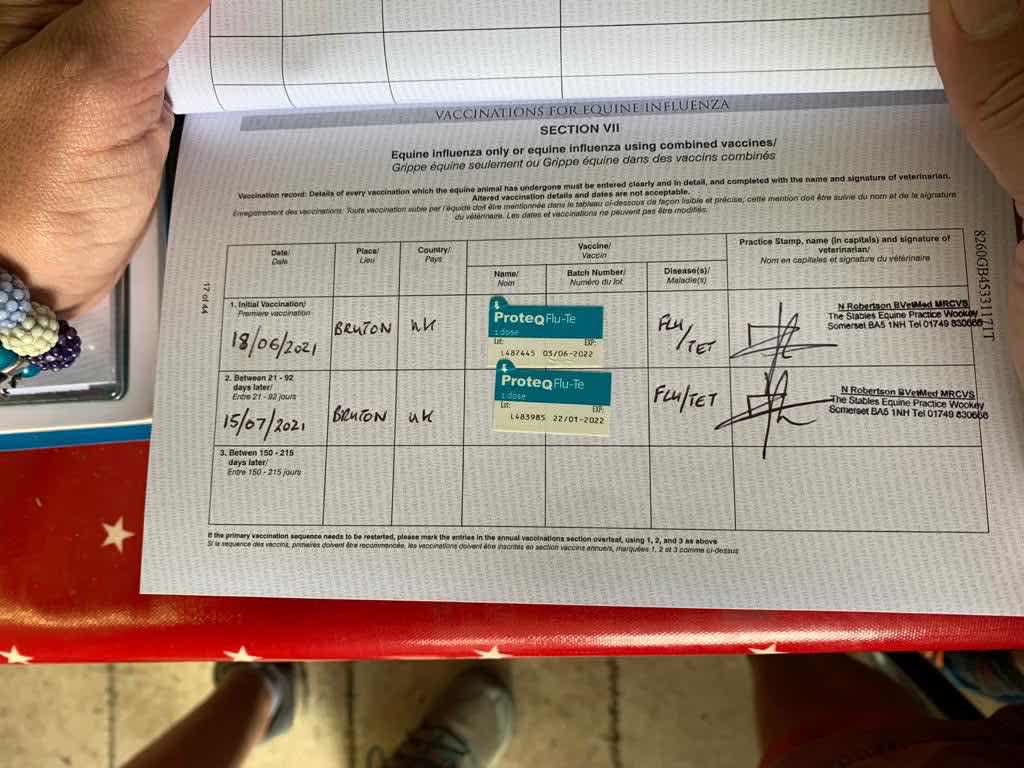 VACCINATIONS FOR EQUINE INFLUENZA
SECTION VII
Equine influenza only or equine influenza using combined vaccines/
Grippe équine seulement ou Grippe équine dans des vaccins combinés
Vaccination record: Details of every vaccination which the equine animal has undergone must be entered clearly and in detail, and completed with the name and signature of veterinarian.
Altered vaccination details and dates are not acceptable.
Enregistrement des vaccinations: Toute vaccination subie par l'équidé doit être mentionnée dans le tableau ci-dessous de façon lisible et précise; cette mention doit être suivie du nom et de la signature
du vétérinaire. Les dates et vaccinations ne peuvent pas être modifiés.
Date/
Date
Place/
Lieu
Country/
Pays
Vaccine/
Vaccin
Name/
Nom
Batch Number/
Numéro du lot
Disease(s)/
Maladie(s)
Practice Stamp, name (in capitals) and signature of
veterinarian/
Nom en capitales et signature du vétérinaire
1. Initial Vaccination/
Premiere vaccination
18/06/2021
BRUTON
UK
ProteqFlu-Te
1 dose
Lot: EXP:
L487445 03/06-2022
FLU/
TET
N Robertson BVetMed MRCVS
The Stables Equine Practice Wookey
Somerset BA5 1NH Tel 01749 830666
2. Between 21 - 92
days later/
Entre 21 - 92 jours
15/07/2021
BRUTON
UK
ProteqFlu-Te
1 dose
Lot: EXP:
L483985 22/01-2022
FLU/TET
N Robertson BVetMed MRCVS
The Stables Equine Practice Wookey
Somerset BA5 1NH Tel 01749 830666
3. Betwen 150 - 215
days later/
Entre 150 - 215 jours
If the primary vaccination sequence needs to be restarted, please mark the entries in the annual vaccinations section overleaf, using 1, 2, and 3 as above
Si la sequence des vaccins, primaires doivent être recommencée, les vaccinations doivent être inscrites en section vaccins annuels, marquées 1, 2 et 3 comme ci-dessus
17 of 44
8260GB45331171T